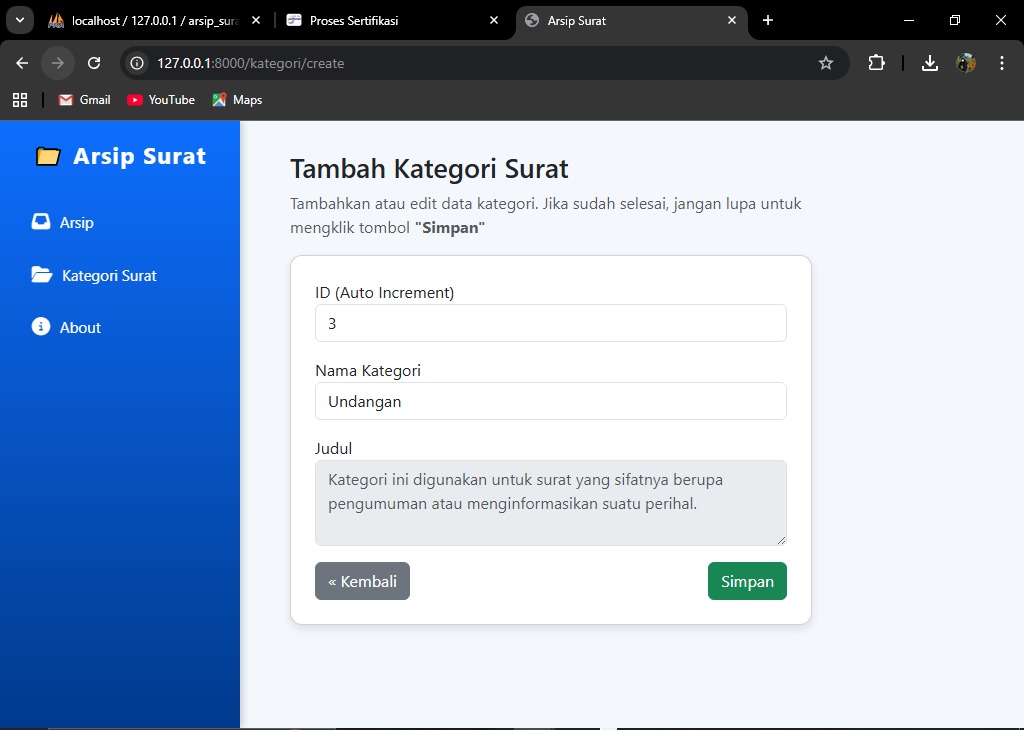 localhost / 127.0.0.1 / arsip_sura
Proses Sertifikasi
Arsip Surat
127.0.0.1:8000/kategori/create
Gmail
YouTube
Maps
Arsip Surat
Arsip
Kategori Surat
About
Tambah Kategori Surat
Tambahkan atau edit data kategori. Jika sudah selesai, jangan lupa untuk
mengklik tombol "Simpan"
ID (Auto Increment)
3
Nama Kategori
Undangan
Judul
Kategori ini digunakan untuk surat yang sifatnya berupa
pengumuman atau menginformasikan suatu perihal.
« Kembali
Simpan